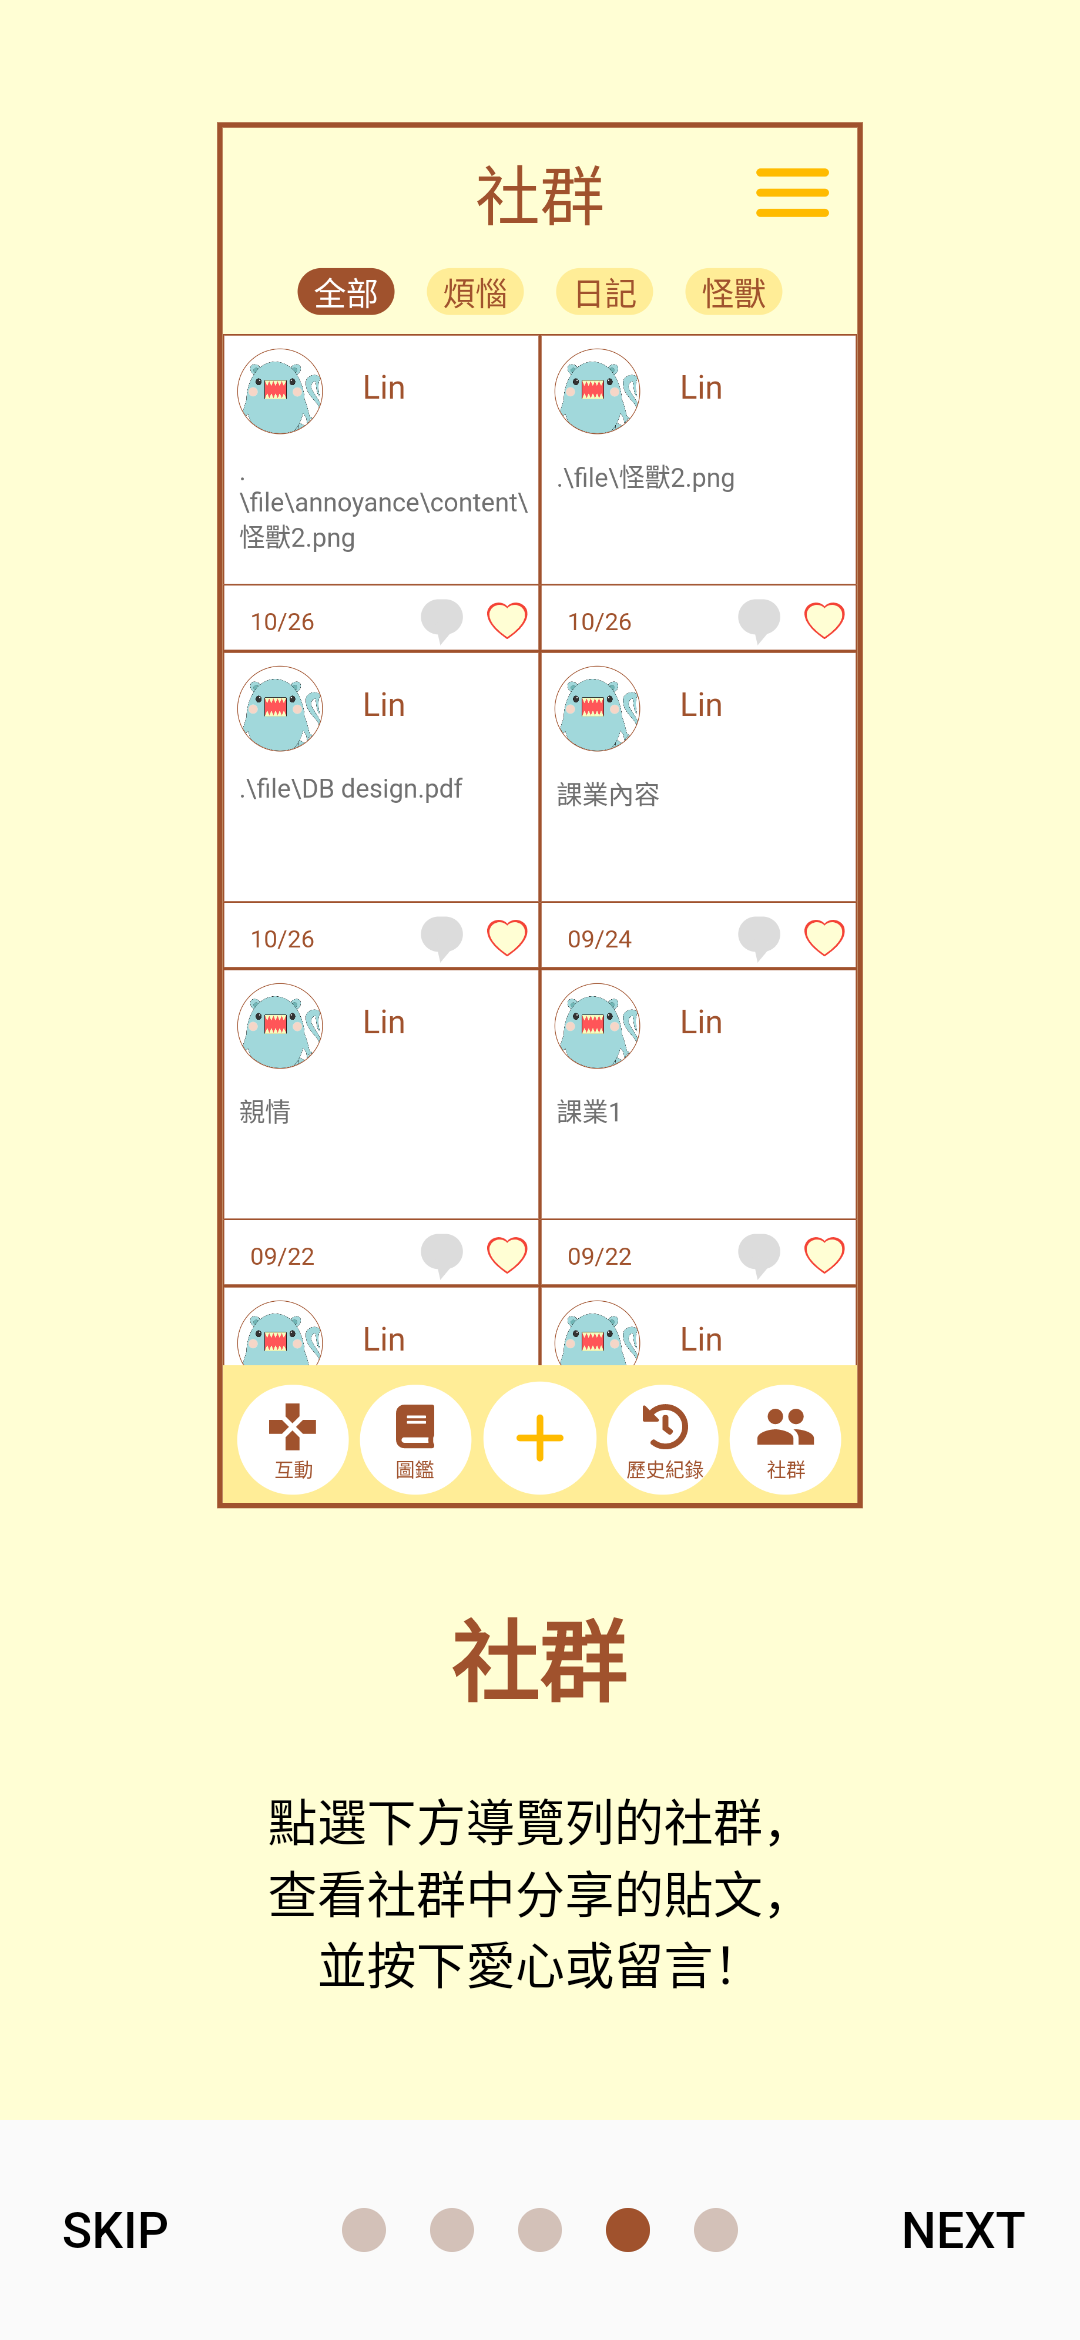 社群
全部 煩惱 日記 怪獸
Lin
.
\file\annoyance\content\
怪獸2.png
10/26
Lin
.\file\怪獸2.png
10/26
Lin
.\file\DB design.pdf
10/26
Lin
課業內容
09/24
Lin
親情
09/22
Lin
課業1
09/22
Lin
Lin
互動 圖鑑 歷史紀錄 社群
社群
點選下方導覽列的社群，
查看社群中分享的貼文，
並按下愛心或留言！
SKIP NEXT